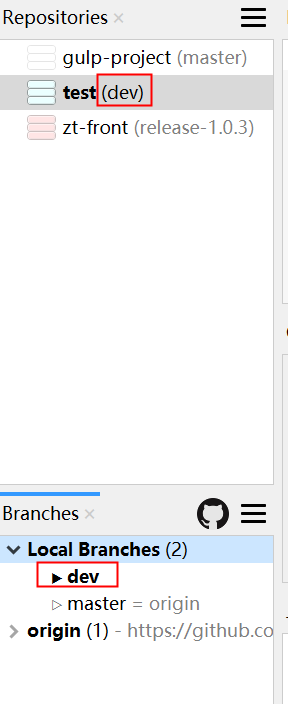 Repositories ×
gulp-project (master)
test (dev)
zt-front (release-1.0.3)
Branches ×
Local Branches (2)
dev
master = origin
origin (1) - https://github.co